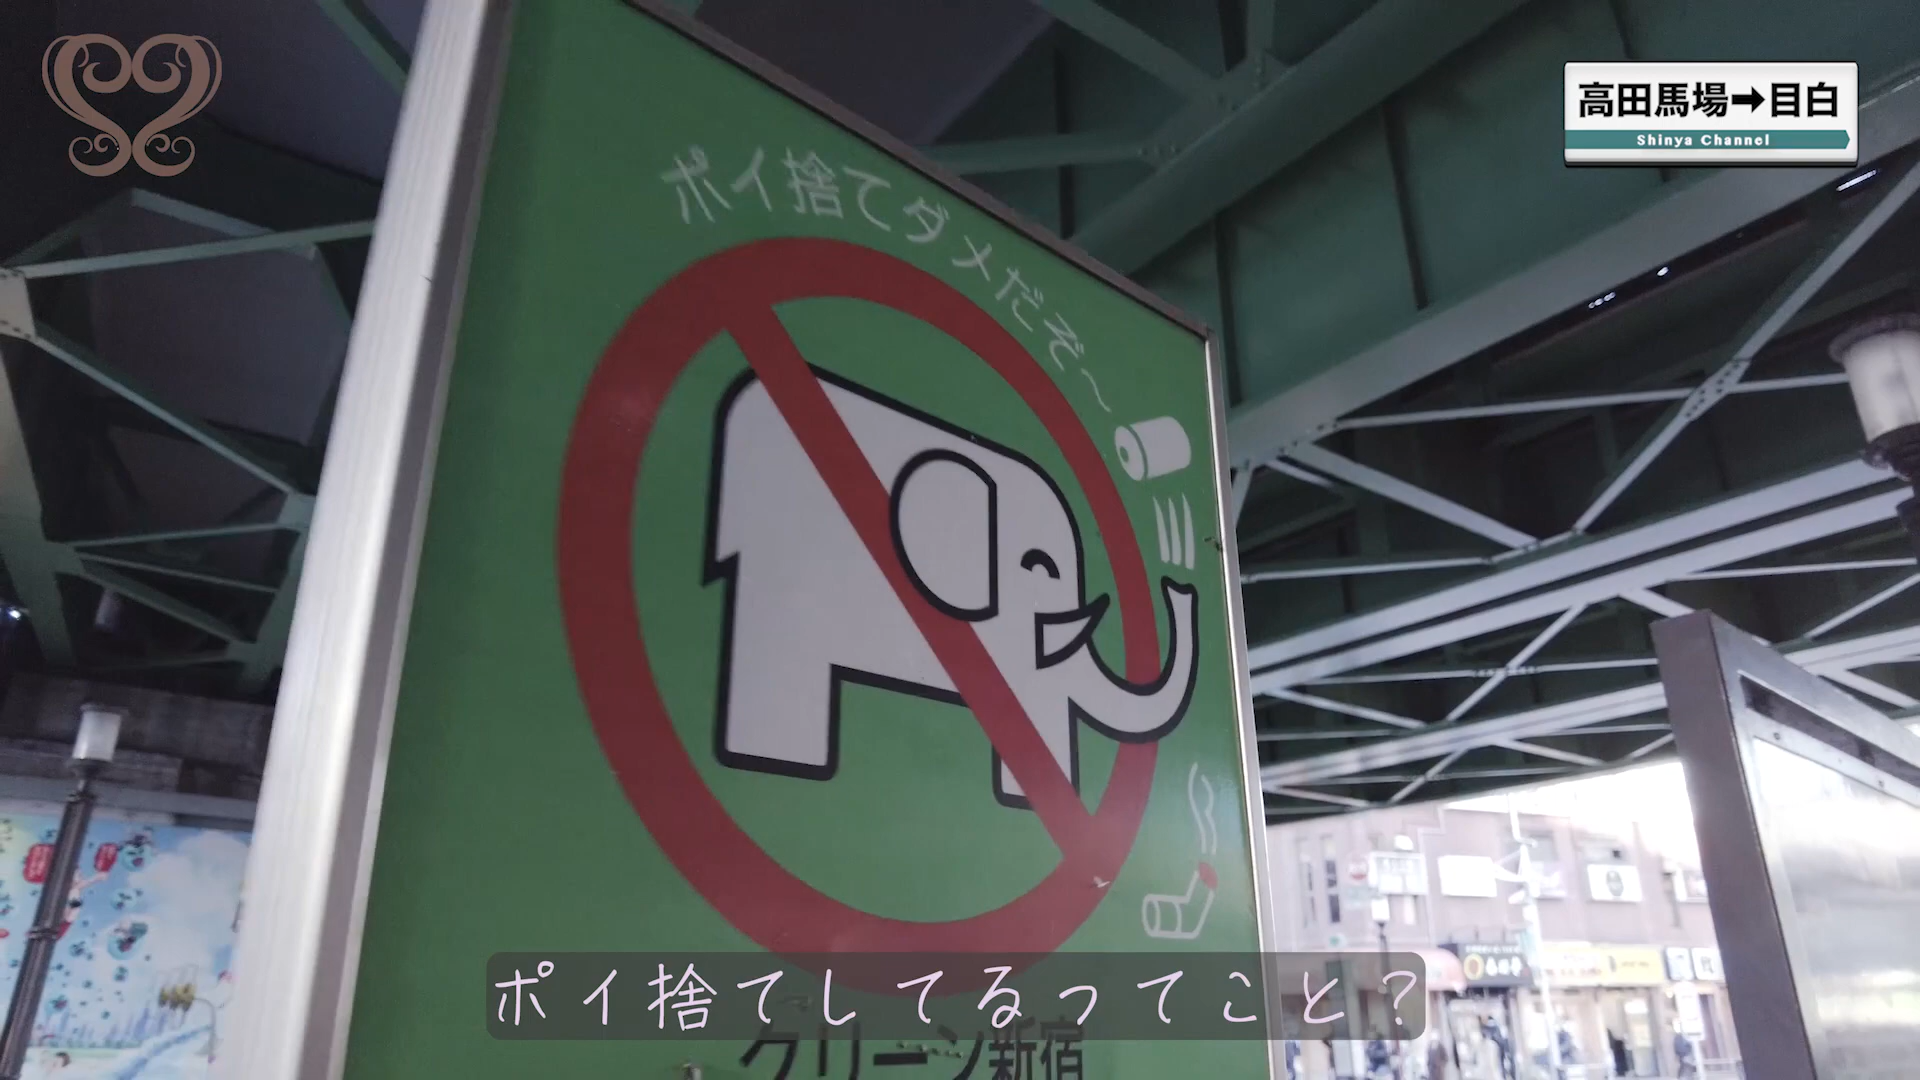 高田馬場➡目白
Shinya Channel
ポイ捨てダメだぞ〜
ポイ捨てしてるってこと？
クリーン新宿